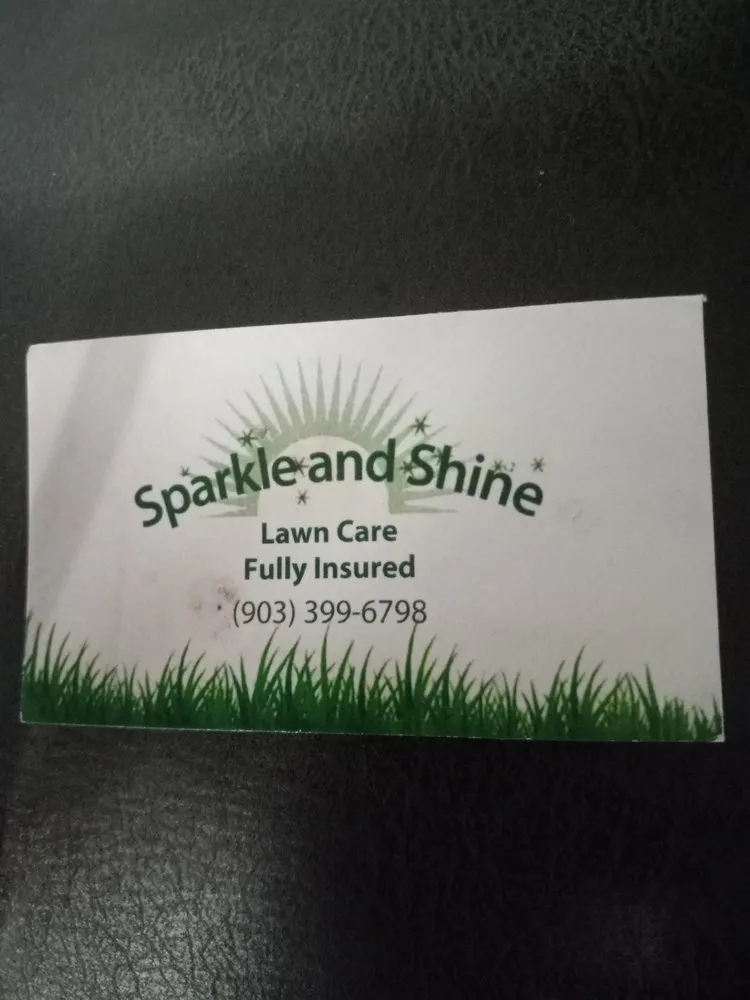 Sparkle and Shine
Lawn Care
Fully Insured
(903) 399-6798